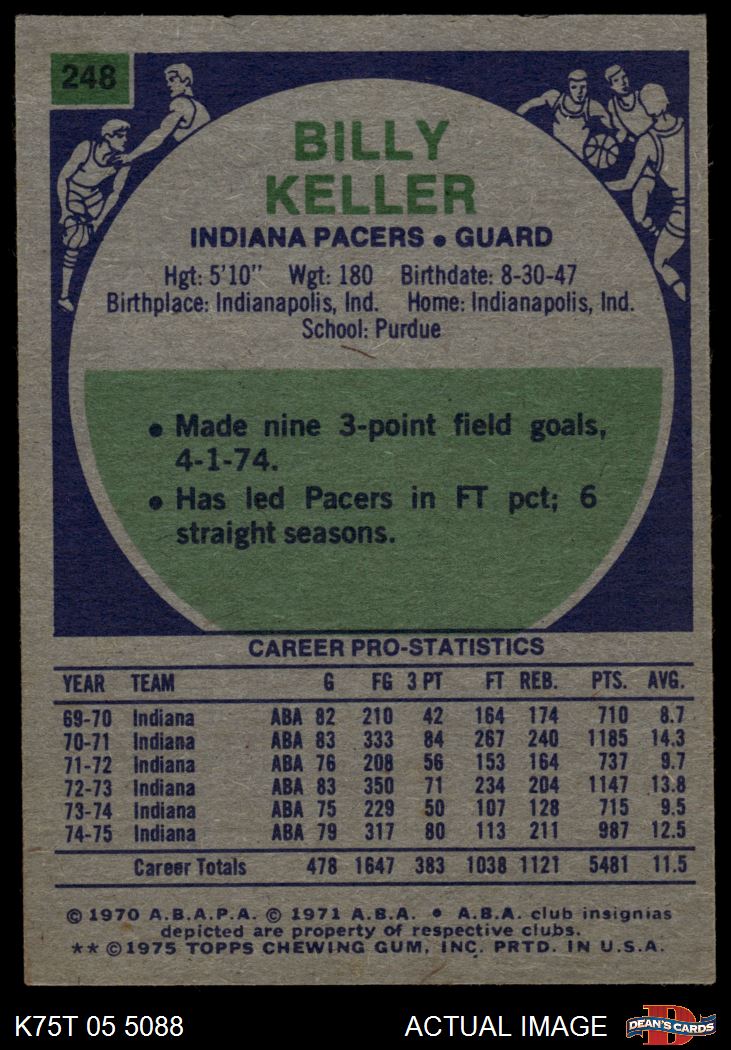 248
BILLY
KELLER
INDIANA PACERS • GUARD
Hgt: 5'10" Wgt: 180 Birthdate: 8-30-47
Birthplace: Indianapolis, Ind. Home: Indianapolis, Ind.
School: Purdue
• Made nine 3-point field goals,
4-1-74.
• Has led Pacers in FT pct; 6
straight seasons.
CAREER PRO-STATISTICS
YEAR TEAM G FG 3 PT FT REB. PTS. AVG.
69-70 Indiana ABA 82 210 42 164 174 710 8.7
70-71 Indiana ABA 83 333 84 267 240 1185 14.3
71-72 Indiana ABA 76 208 56 153 164 737 9.7
72-73 Indiana ABA 83 350 71 234 204 1147 13.8
73-74 Indiana ABA 75 229 50 107 128 715 9.5
74-75 Indiana ABA 79 317 80 113 211 987 12.5
Career Totals 478 1647 383 1038 1121 5481 11.5
© 1970 A.B.A.P.A. © 1971 A.B.A. • A.B.A. club insignias
depicted are property of respective clubs.
** © 1975 TOPPS CHEWING GUM, INC. PRTD. IN U.S.A.
K75T 05 5088 ACTUAL IMAGE
D
DEAN'S CARDS